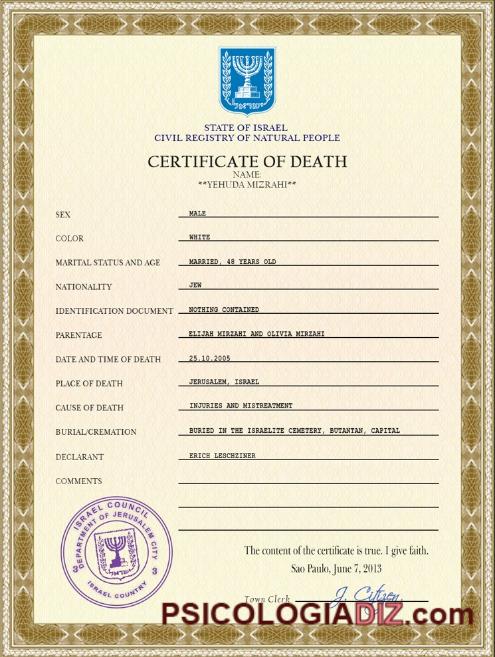 STATE OF ISRAEL
CIVIL REGISTRY OF NATURAL PEOPLE
CERTIFICATE OF DEATH
NAME:
**YEHUDA MIZRAHI**
SEX MALE
COLOR WHITE
MARITAL STATUS AND AGE MARRIED, 48 YEARS OLD
NATIONALITY JEW
IDENTIFICATION DOCUMENT NOTHING CONTAINED
PARENTAGE ELIJAH MIRZAHI AND OLIVIA MIRZAHI
DATE AND TIME OF DEATH 25.10.2005
PLACE OF DEATH JERUSALEM, ISRAEL
CAUSE OF DEATH INJURIES AND MISTREATMENT
BURIAL/CREMATION BURIED IN THE ISRAELITE CEMETERY, BUTANTAN, CAPITAL
DECLARANT ERICH LESCHZINER
COMMENTS
ISRAEL COUNCIL
DEPARTMENT OF JERUSALEM CITY
3 3
ISRAEL COUNTRY
The content of the certificate is true. I give faith.
Sao Paulo, June 7, 2013
Town Clerk J. Citizen
PSICOLOGIADIZ.com